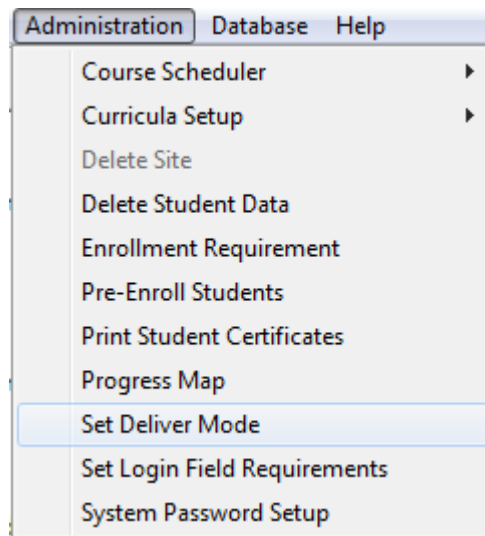 Administration Database Help
Course Scheduler
Curricula Setup
Delete Site
Delete Student Data
Enrollment Requirement
Pre-Enroll Students
Print Student Certificates
Progress Map
Set Deliver Mode
Set Login Field Requirements
System Password Setup